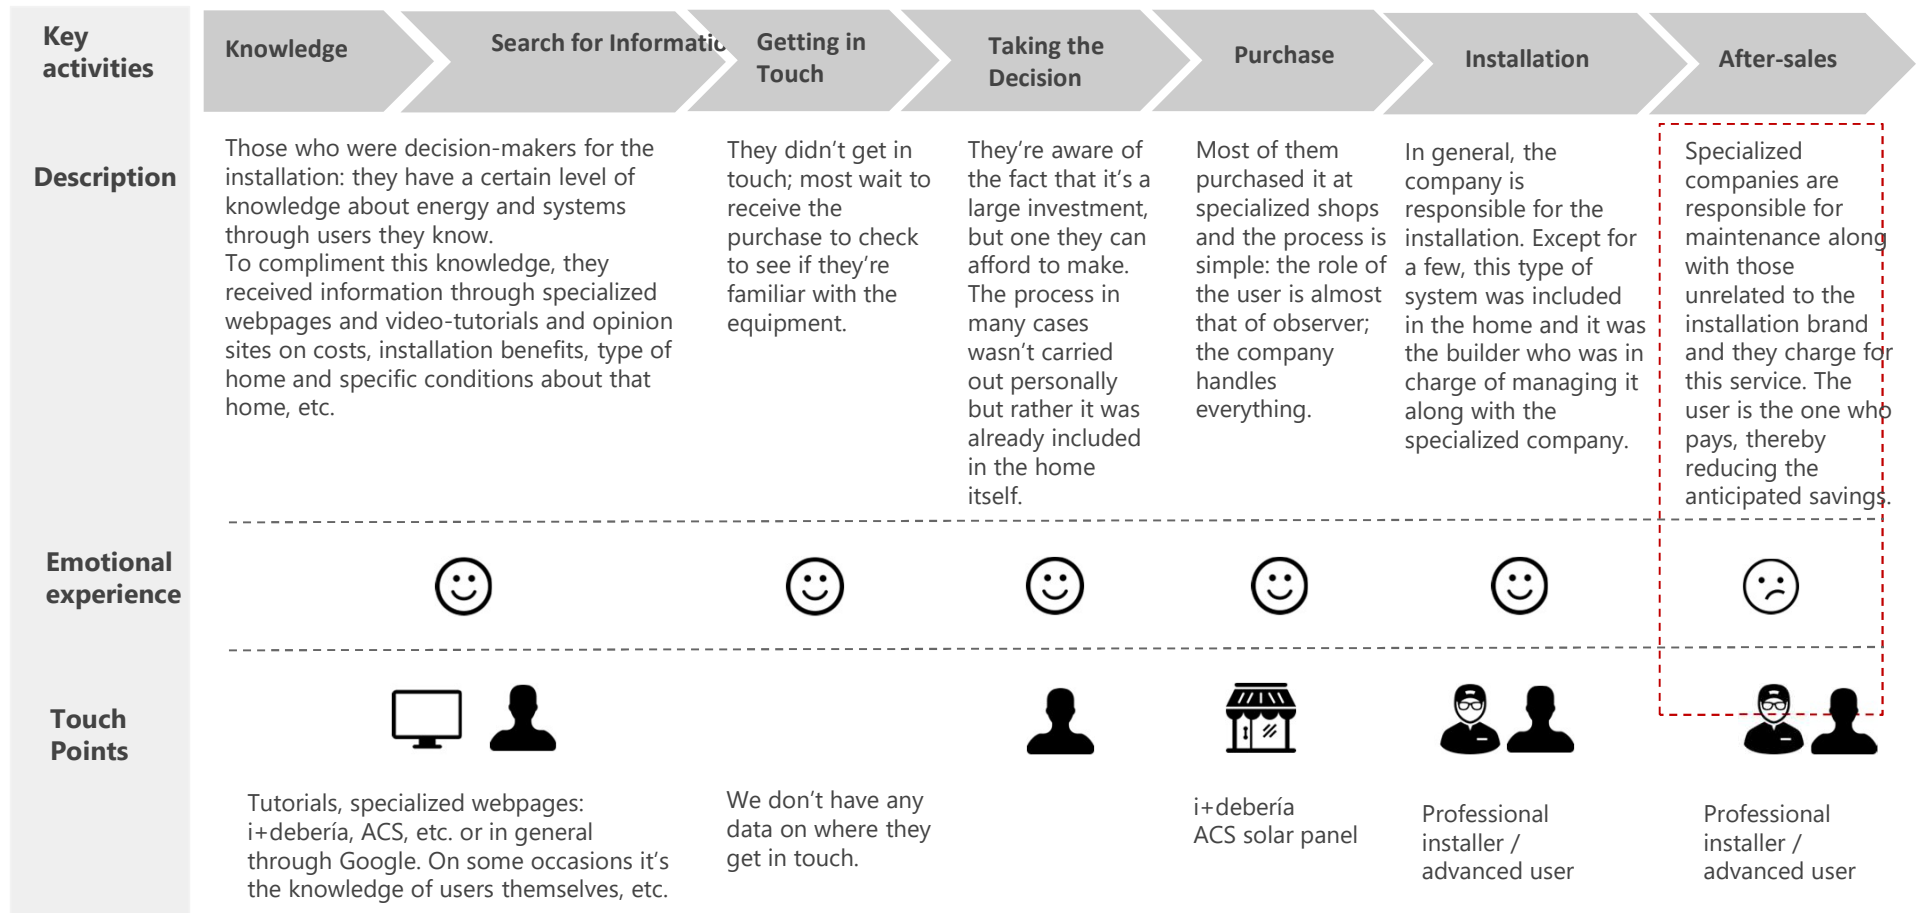 Key
activities
Knowledge
Search for Informatio
Getting in
Touch
Taking the
Decision
Purchase
Installation
After-sales
Description
Those who were decision-makers for the
installation: they have a certain level of
knowledge about energy and systems
through users they know.
To compliment this knowledge, they
received information through specialized
webpages and video-tutorials and opinion
sites on costs, installation benefits, type of
home and specific conditions about that
home, etc.
They didn't get in
touch; most wait to
receive the
purchase to check
to see if they're
familiar with the
equipment.
They're aware of
the fact that it's a
large investment,
but one they can
afford to make.
The process in
many cases
wasn't carried
out personally
but rather it was
already included
in the home
itself.
Most of them
purchased it at
specialized shops
and the process is
simple: the role of
the user is almost
that of observer;
the company
handles
everything.
In general, the
company is
responsible for the
installation. Except for
a few, this type of
system was included
in the home and it was
the builder who was in
charge of managing it
along with the
specialized company.
Specialized
companies are
responsible for
maintenance along
with those
unrelated to the
installation brand
and they charge for
this service. The
user is the one who
pays, thereby
reducing the
anticipated savings.
Emotional
experience
Touch
Points
Tutorials, specialized webpages:
i+debería, ACS, etc. or in general
through Google. On some occasions it's
the knowledge of users themselves, etc.
We don't have any
data on where they
get in touch.
i+debería
ACS solar panel
Professional
installer /
advanced user
Professional
installer /
advanced user